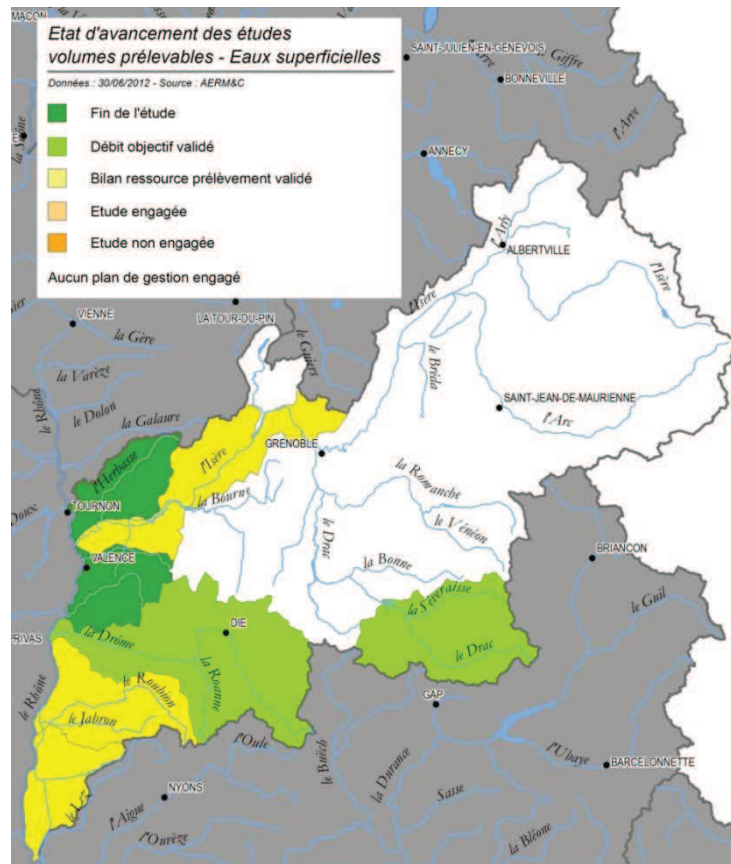 MACON
Etat d'avancement des études
volumes prélevables - Eaux superficielles
Données : 30/06/2012 - Source : AERM&C
Fin de l'étude
Débit objectif validé
Bilan ressource prélèvement validé
Etude engagée
Etude non engagée
Aucun plan de gestion engagé
SAINT-JULIEN-EN-GENEVOIS
l'Arve
le Giffre
BONNEVILLE
l'Arve
la Saône
ANNECY
l'Arly
ALBERTVILLE
l'Isère
l'Isère
VIENNE
LA TOUR-DU-PIN
la Gère
le Guiers
la Varèze
le Bréda
le Rhône
le Dolon
la Galaure
SAINT-JEAN-DE-MAURIENNE
l'Arc
GRENOBLE
l'Isère
l'Herbasse
la Bourne
la Romanche
Doux
TOURNON
le Vénéon
le Drac
VALENCE
la Bonne
BRIANCON
la Séveraisse
le Guil
PRIVAS
la Drôme
DIE
la Roanne
le Drac
le Rhône
le Roubion
le Jabron
GAP
l'Oule
le Buëch
la Durance
l'Ubaye
BARCELONNETTE
NYONS
Sasse
le Lez
l'Aigue
l'Ouvèze
la Bléone